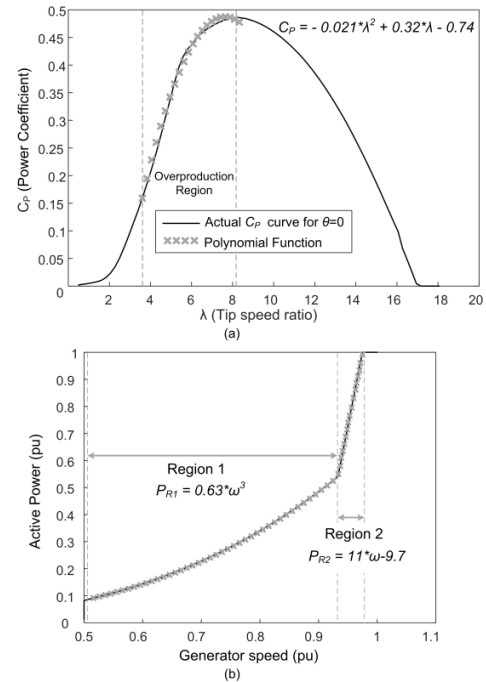 C_P = - 0.021*λ² + 0.32*λ - 0.74
0.5
0.45
0.4
0.35
0.3
0.25
0.2
0.15
0.1
0.05
0
C_P (Power Coefficient)
Overproduction
Region
Actual C_P curve for θ=0
Polynomial Function
2 4 6 8 10 12 14 16 18 20
λ (Tip speed ratio)
(a)
1
0.9
0.8
0.7
0.6
0.5
0.4
0.3
0.2
0.1
0
Active Power (pu)
Region 1
P_R1 = 0.63*ω³
Region 2
P_R2 = 11*ω-9.7
0.5 0.6 0.7 0.8 0.9 1 1.1
Generator speed (pu)
(b)